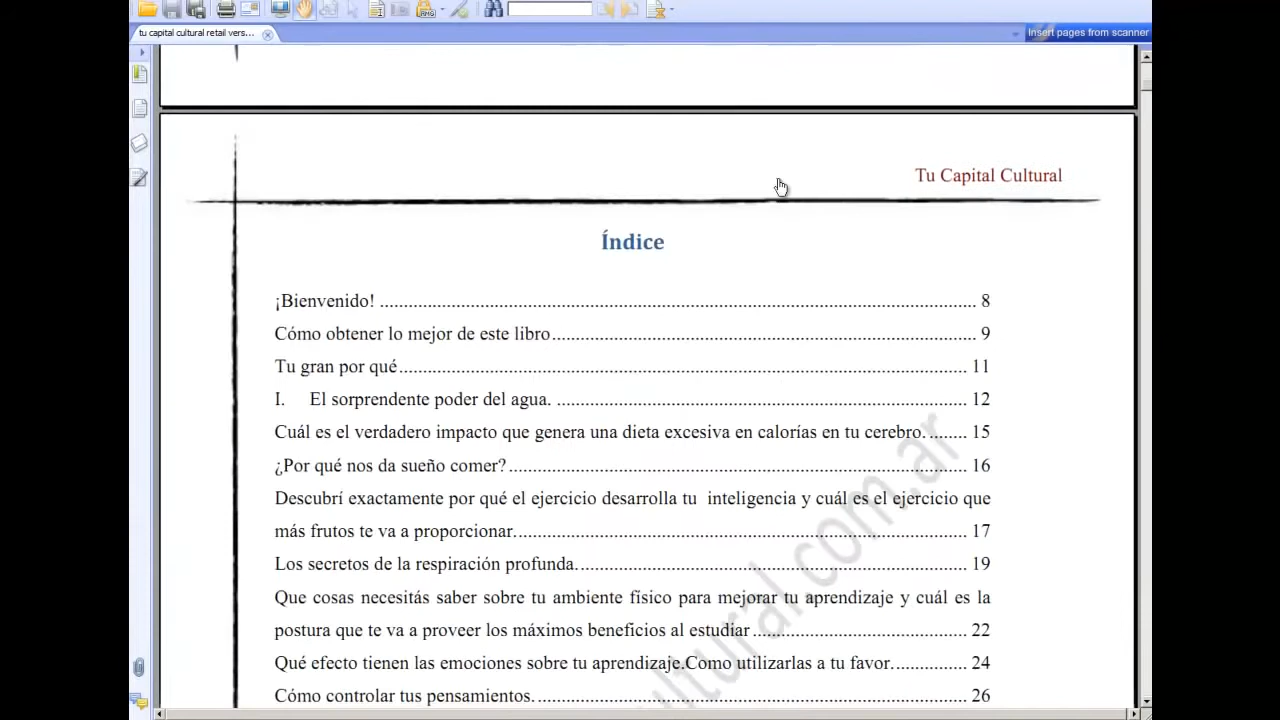 tu capital cultural retail vers...
Insert pages from scanner
Tu Capital Cultural
Índice
¡Bienvenido! ........ 8
Cómo obtener lo mejor de este libro........ 9
Tu gran por qué........ 11
I. El sorprendente poder del agua. ........ 12
Cuál es el verdadero impacto que genera una dieta excesiva en calorías en tu cerebro. ........ 15
¿Por qué nos da sueño comer? ........ 16
Descubrí exactamente por qué el ejercicio desarrolla tu inteligencia y cuál es el ejercicio que
más frutos te va a proporcionar. ........ 17
Los secretos de la respiración profunda. ........ 19
Que cosas necesitás saber sobre tu ambiente físico para mejorar tu aprendizaje y cuál es la
postura que te va a proveer los máximos beneficios al estudiar ........ 22
Qué efecto tienen las emociones sobre tu aprendizaje.Como utilizarlas a tu favor. ........ 24
Cómo controlar tus pensamientos. ........ 26
ultural.com.ar